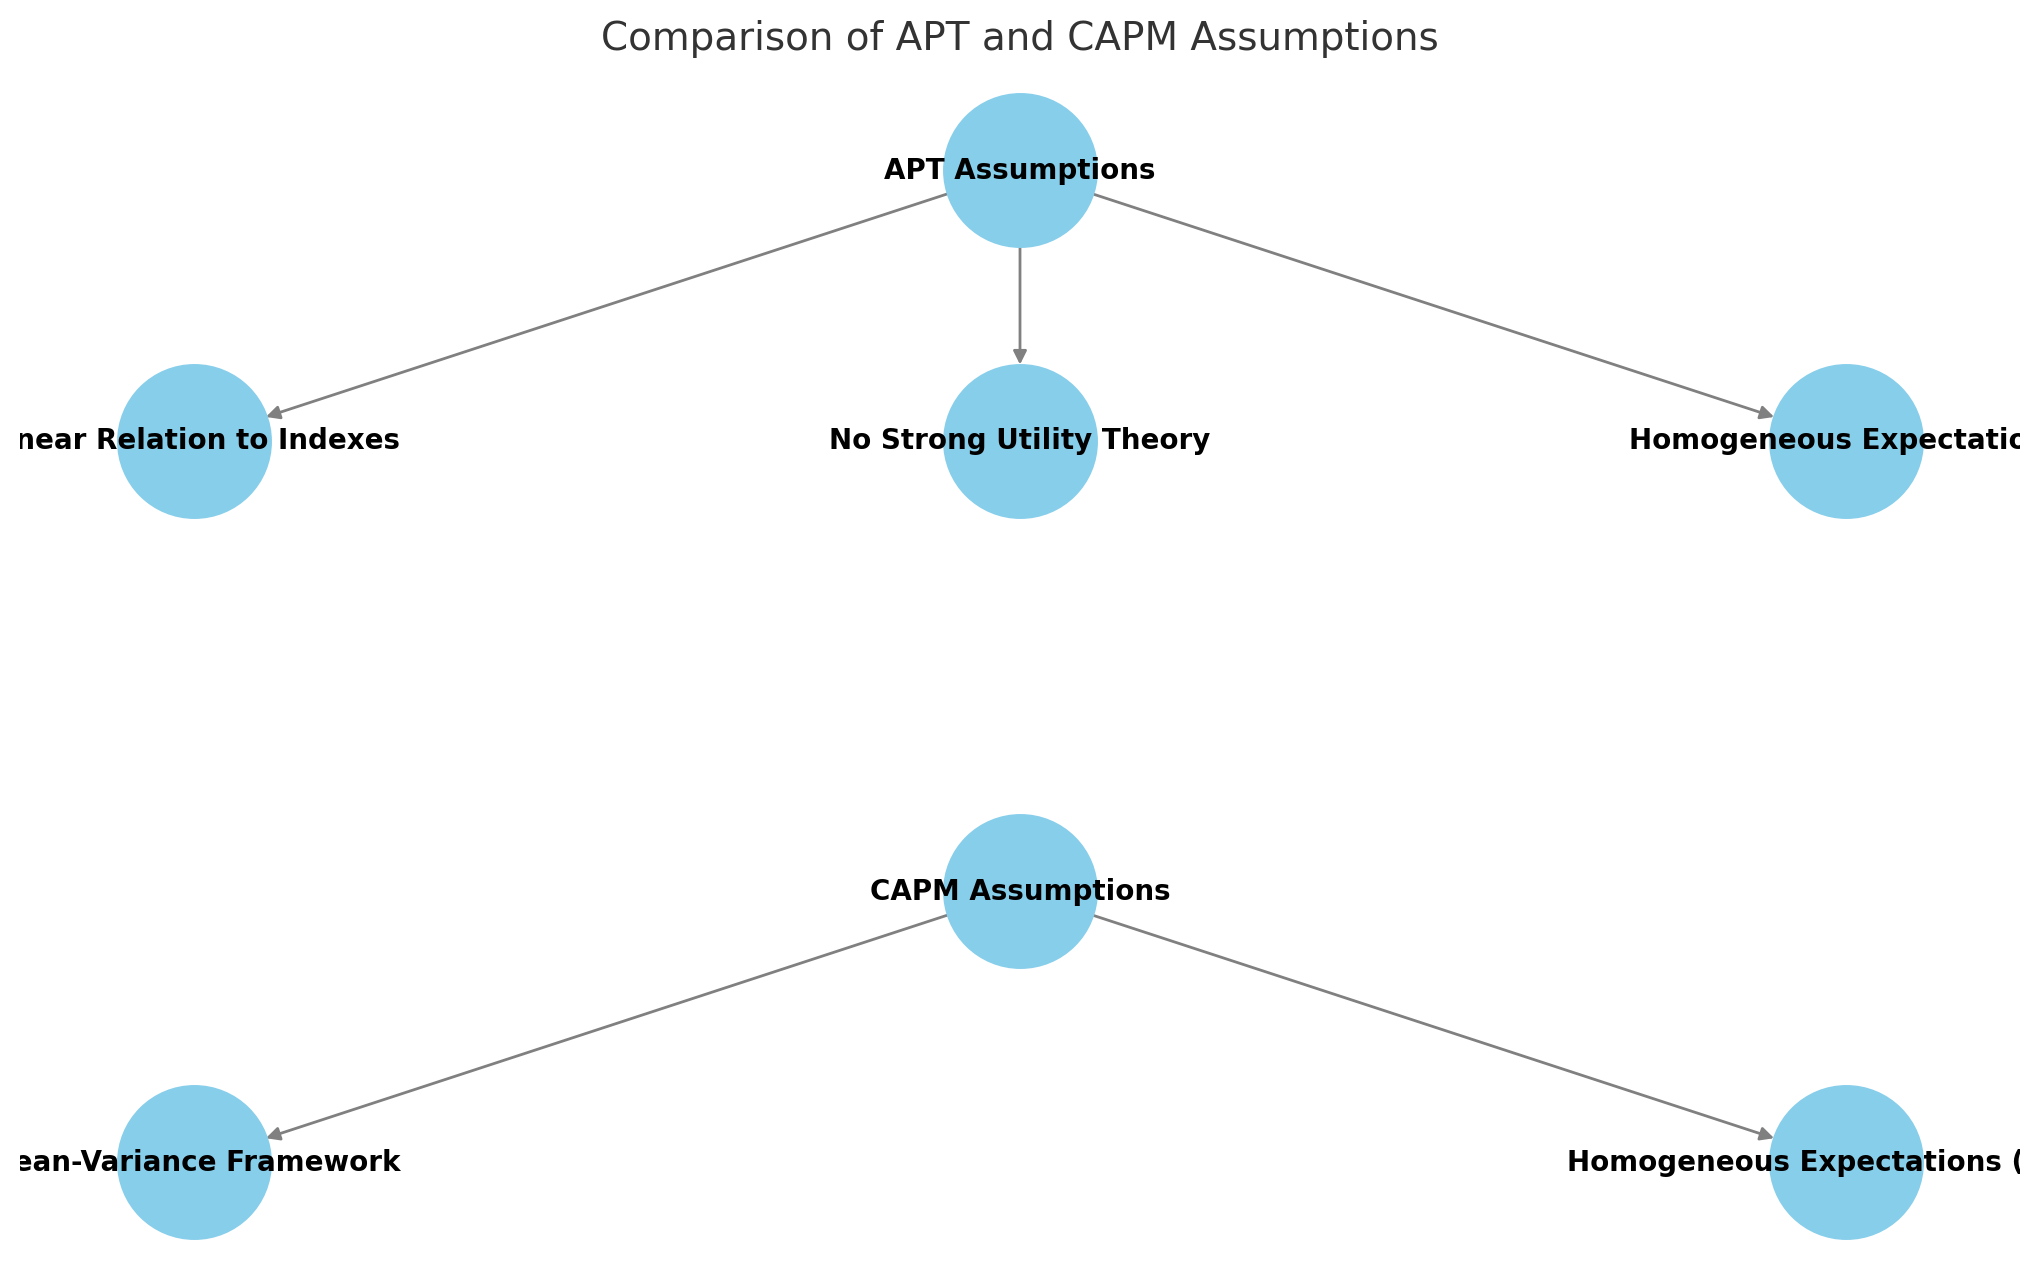 Comparison of APT and CAPM Assumptions
APT Assumptions
near Relation to Indexes
No Strong Utility Theory
Homogeneous Expectatio
CAPM Assumptions
ean-Variance Framework
Homogeneous Expectations (